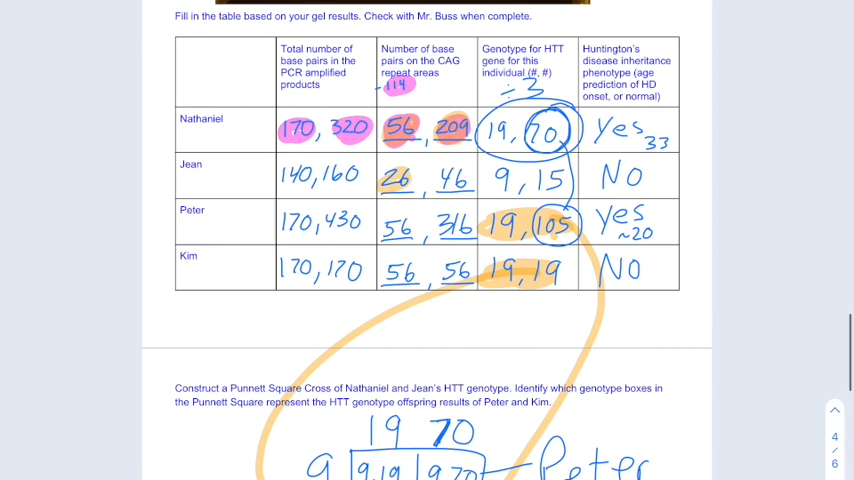 Fill in the table based on your gel results. Check with Mr. Buss when complete.
Total number of
base pairs in the
PCR amplified
products
Number of base
pairs on the CAG
repeat areas
- 114
Genotype for HTT
gene for this
individual (#, #)
÷ 3
Huntington's
disease inheritance
phenotype (age
prediction of HD
onset, or normal)
Nathaniel 170, 320 56, 209 19, 70 Yes 33
Jean 140, 160 26, 46 9, 15 NO
Peter 170, 430 56, 316 19, 105 Yes ~20
Kim 170, 170 56, 56 19, 19 NO
Construct a Punnett Square Cross of Nathaniel and Jean's HTT genotype. Identify which genotype boxes in
the Punnett Square represent the HTT genotype offspring results of Peter and Kim.
19 70
9 9,19 9,70 Peter
4
/
6